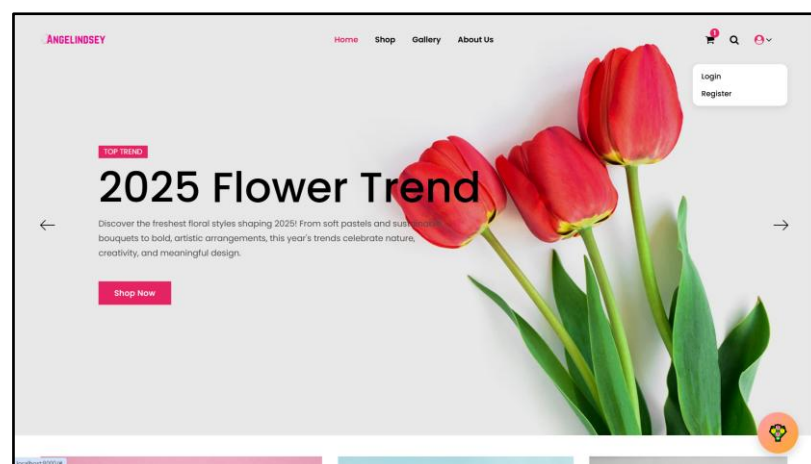 ANGELINDSEY
Home Shop Gallery About Us
1
Login
Register
TOP TREND
2025 Flower Trend
Discover the freshest floral styles shaping 2025! From soft pastels and sustainable
bouquets to bold, artistic arrangements, this year's trends celebrate nature,
creativity, and meaningful design.
Shop Now